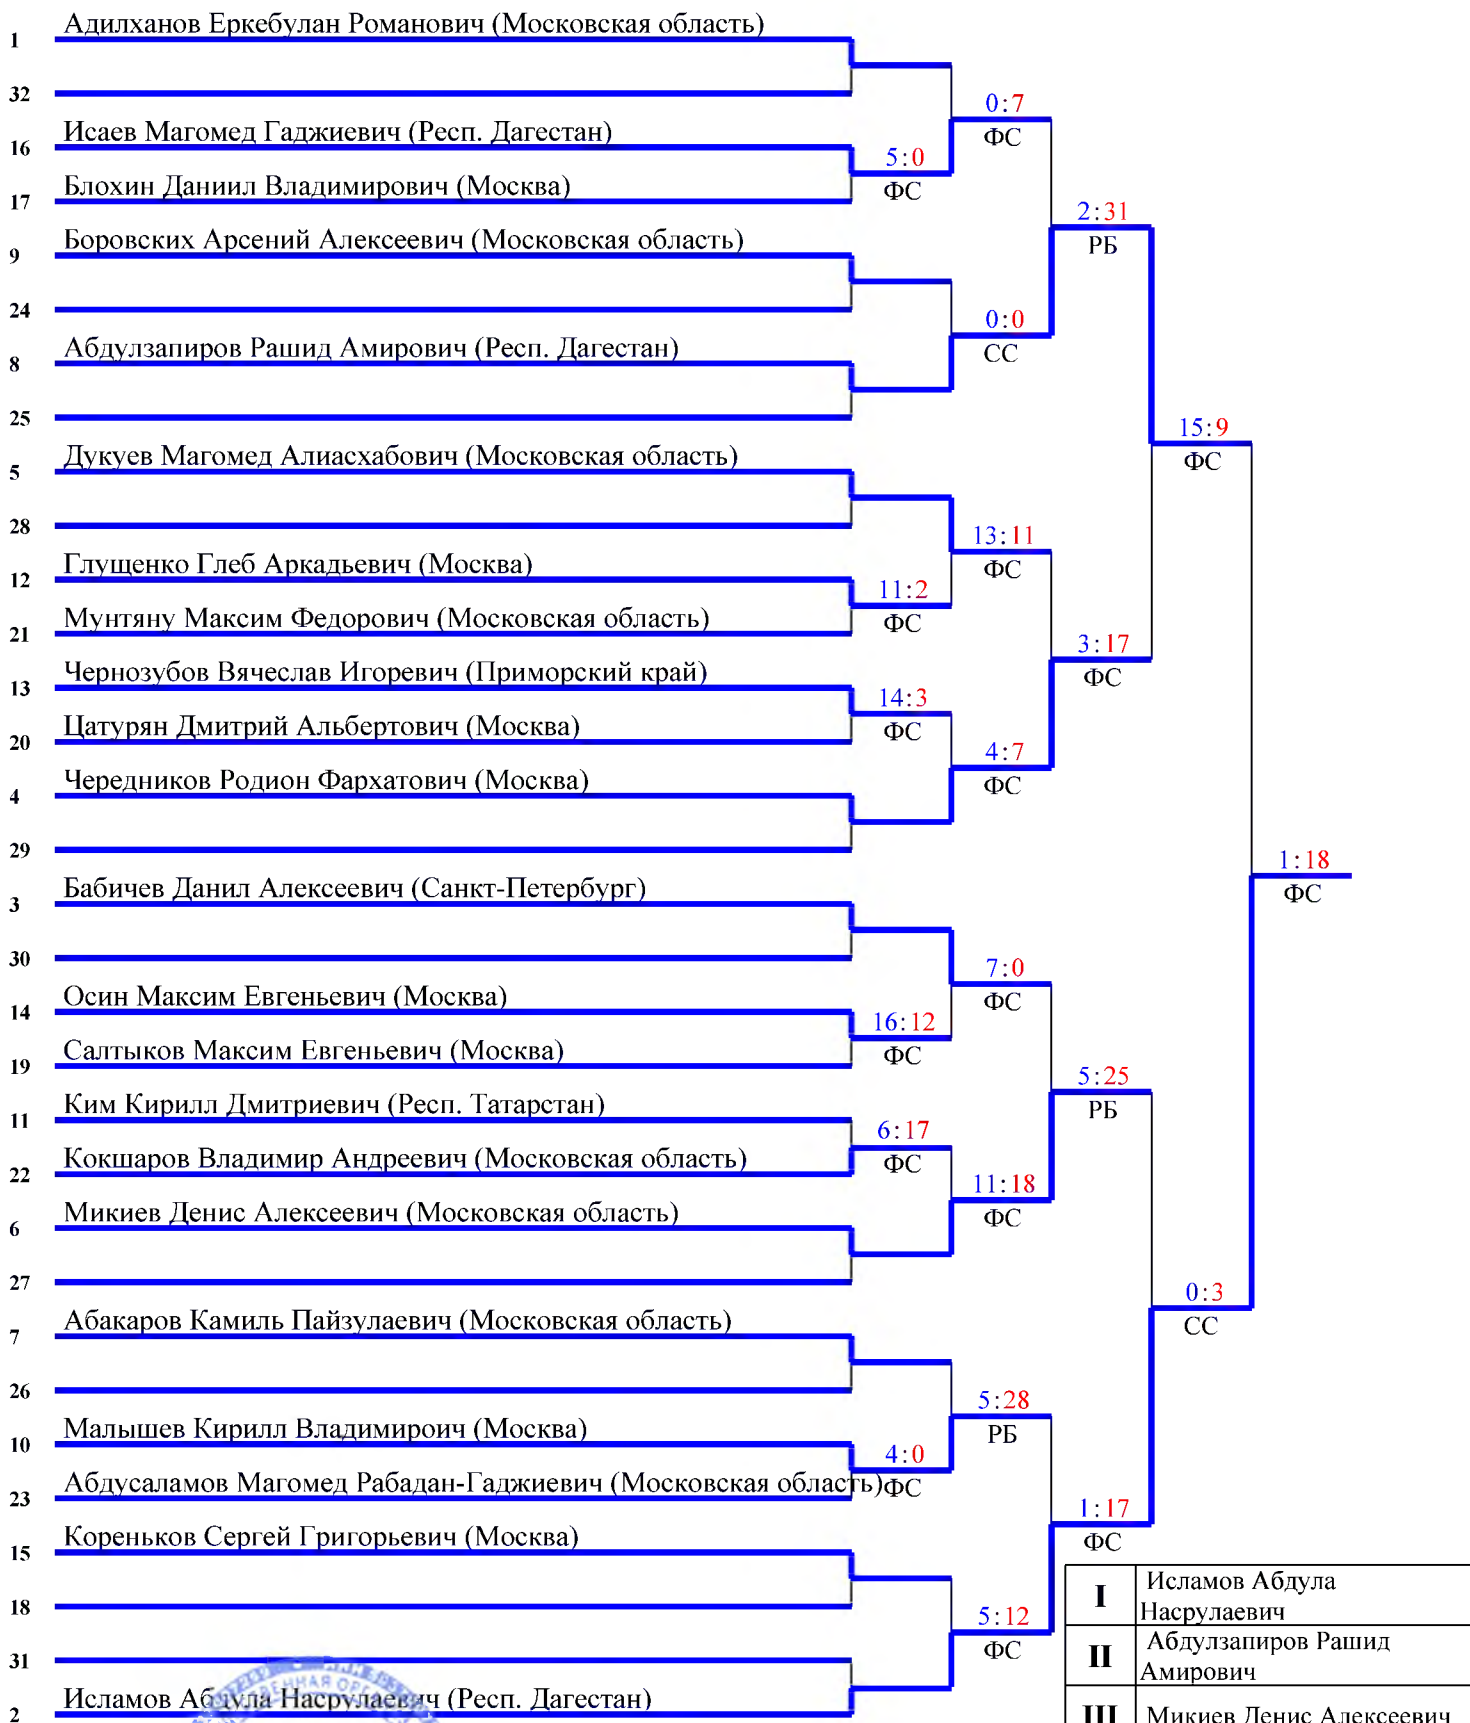 Адилханов Еркебулан Романович (Московская область)
1
32
0:7
ФС
Исаев Магомед Гаджиевич (Респ. Дагестан)
16
5:0
ФС
Блохин Даниил Владимирович (Москва)
17
2:31
РБ
Боровских Арсений Алексеевич (Московская область)
9
24
0:0
СС
Абдулзапиров Рашид Амирович (Респ. Дагестан)
8
25
15:9
ФС
Дукуев Магомед Алиасхабович (Московская область)
5
28
13:11
ФС
Глущенко Глеб Аркадьевич (Москва)
12
11:2
ФС
Мунтяну Максим Федорович (Московская область)
21
3:17
ФС
Чернозубов Вячеслав Игоревич (Приморский край)
13
14:3
ФС
Цатурян Дмитрий Альбертович (Москва)
20
4:7
ФС
Чередников Родион Фархатович (Москва)
4
29
1:18
ФС
Бабичев Данил Алексеевич (Санкт-Петербург)
3
30
7:0
ФС
Осин Максим Евгеньевич (Москва)
14
16:12
ФС
Салтыков Максим Евгеньевич (Москва)
19
5:25
РБ
Ким Кирилл Дмитриевич (Респ. Татарстан)
11
6:17
ФС
Кокшаров Владимир Андреевич (Московская область)
22
11:18
ФС
Микиев Денис Алексеевич (Московская область)
6
27
0:3
СС
Абакаров Камиль Пайзулаевич (Московская область)
7
26
5:28
РБ
Малышев Кирилл Владимироич (Москва)
10
4:0
ФС
Абдусаламов Магомед Рабадан-Гаджиевич (Московская область)
23
1:17
ФС
Кореньков Сергей Григорьевич (Москва)
15
18
5:12
ФС
31
Исламов Абдула Насрулаевич (Респ. Дагестан)
2
I Исламов Абдула
Насрулаевич
II Абдулзапиров Рашид
Амирович
III Микиев Денис Алексеевич